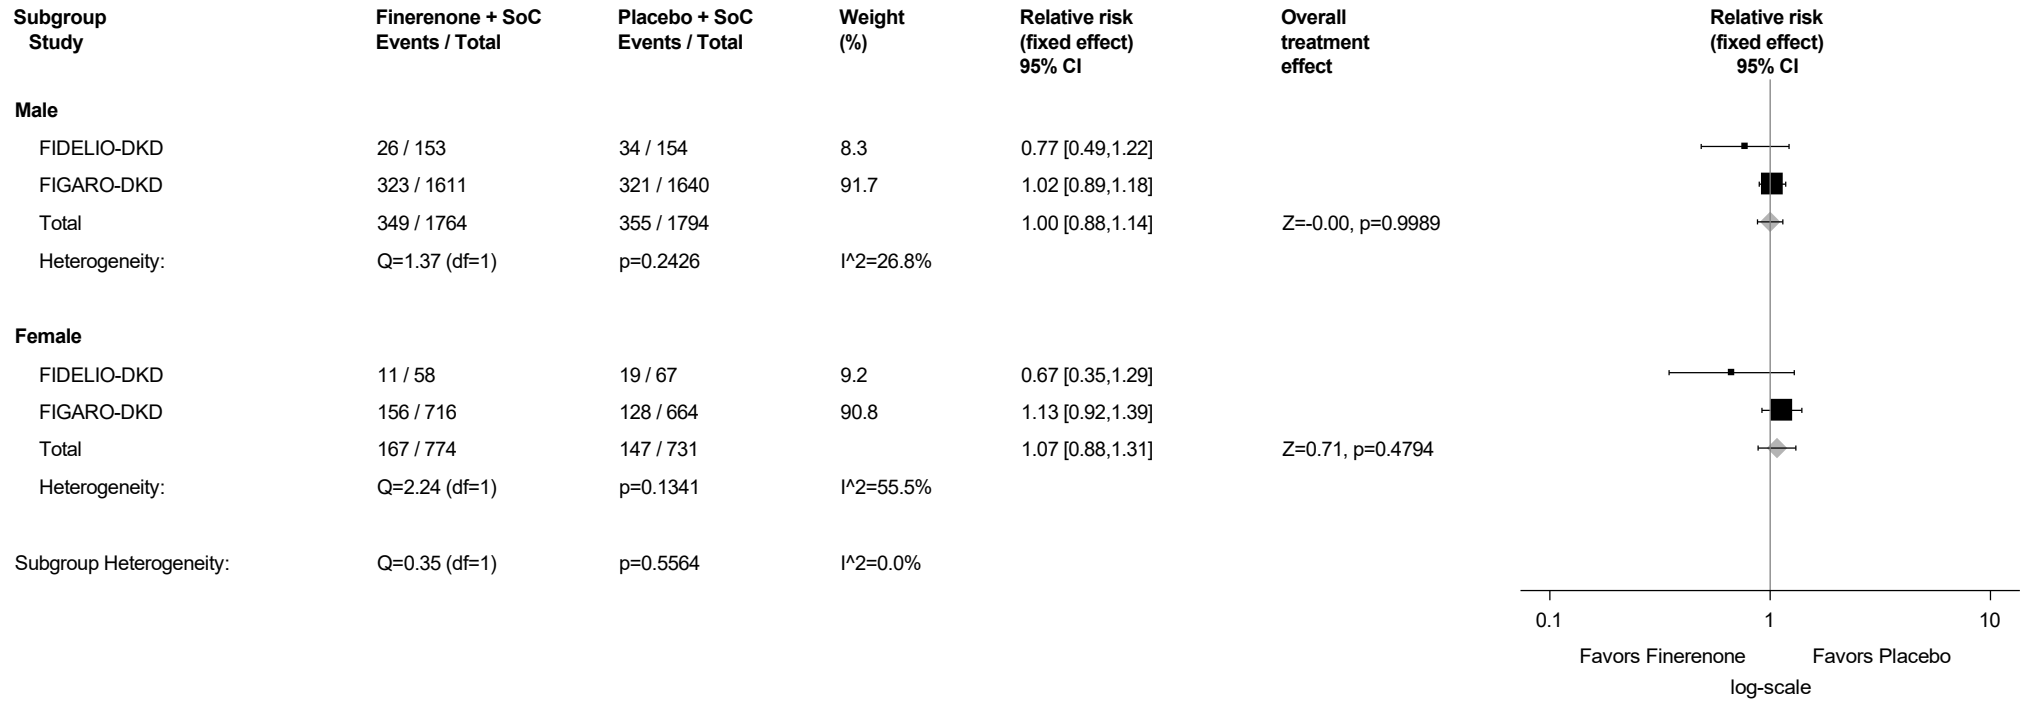 Subgroup Finerenone + SoC Placebo + SoC Weight Relative risk Overall Relative risk
Study Events / Total Events / Total (%) (fixed effect) treatment (fixed effect)
95% CI effect 95% CI
Male
FIDELIO-DKD 26 / 153 34 / 154 8.3 0.77 [0.49,1.22]
FIGARO-DKD 323 / 1611 321 / 1640 91.7 1.02 [0.89,1.18]
Total 349 / 1764 355 / 1794 1.00 [0.88,1.14] Z=-0.00, p=0.9989
Heterogeneity: Q=1.37 (df=1) p=0.2426 I^2=26.8%
Female
FIDELIO-DKD 11 / 58 19 / 67 9.2 0.67 [0.35,1.29]
FIGARO-DKD 156 / 716 128 / 664 90.8 1.13 [0.92,1.39]
Total 167 / 774 147 / 731 1.07 [0.88,1.31] Z=0.71, p=0.4794
Heterogeneity: Q=2.24 (df=1) p=0.1341 I^2=55.5%
Subgroup Heterogeneity: Q=0.35 (df=1) p=0.5564 I^2=0.0%
0.1 1 10
Favors Finerenone Favors Placebo
log-scale